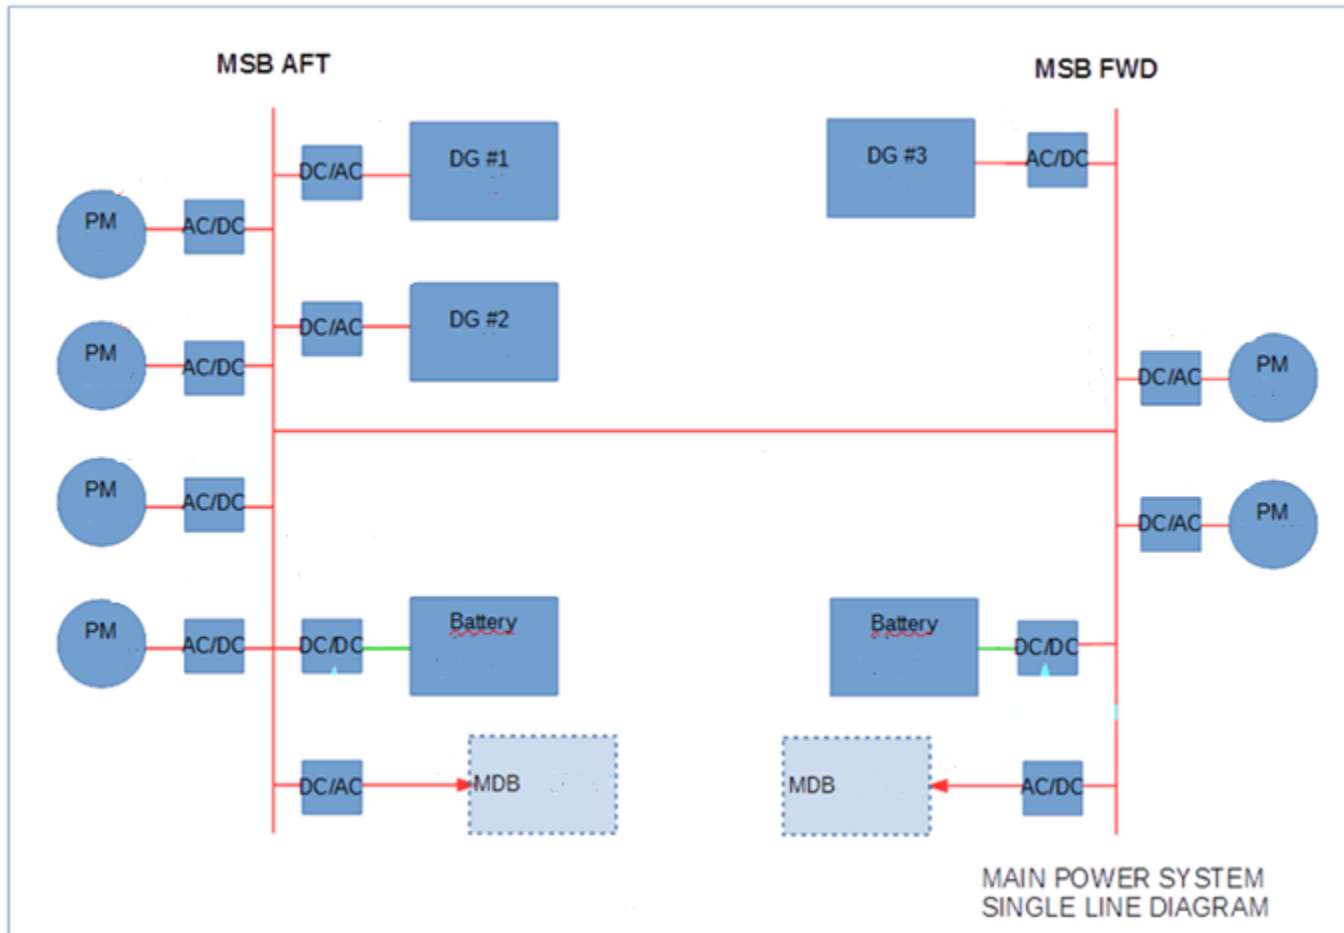 MSB AFT
MSB FWD
DC/AC
DG #1
DG #3
AC/DC
PM
AC/DC
DC/AC
DG #2
PM
AC/DC
DC/AC
PM
PM
AC/DC
DC/AC
PM
PM
AC/DC
DC/DC
Battery
Battery
DC/DC
DC/AC
MDB
MDB
AC/DC
MAIN POWER SYSTEM
SINGLE LINE DIAGRAM